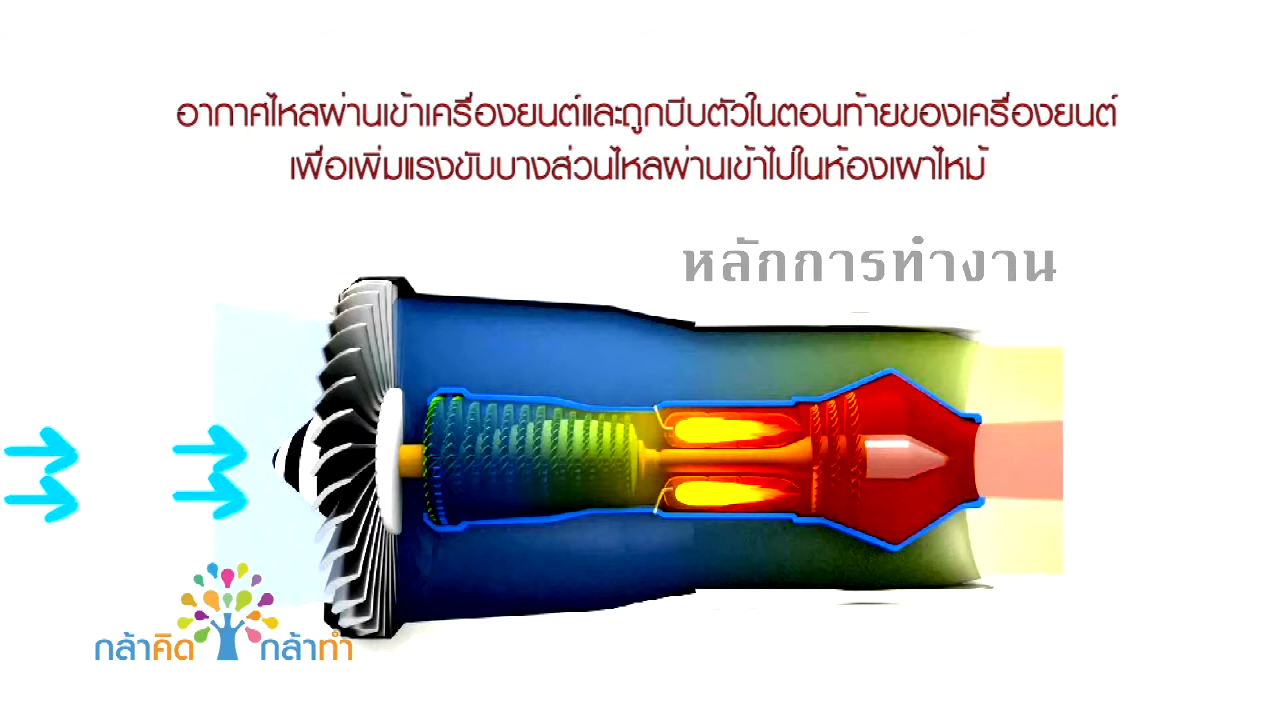 อากาศไหลผ่านเข้าเครื่องยนต์และถูกบีบตัวในตอนท้ายของเครื่องยนต์
เพื่อเพิ่มแรงขับบางส่วนไหลผ่านเข้าไปในห้องเผาไหม้
หลักการทำงาน
กล้าคิด กล้าทำ